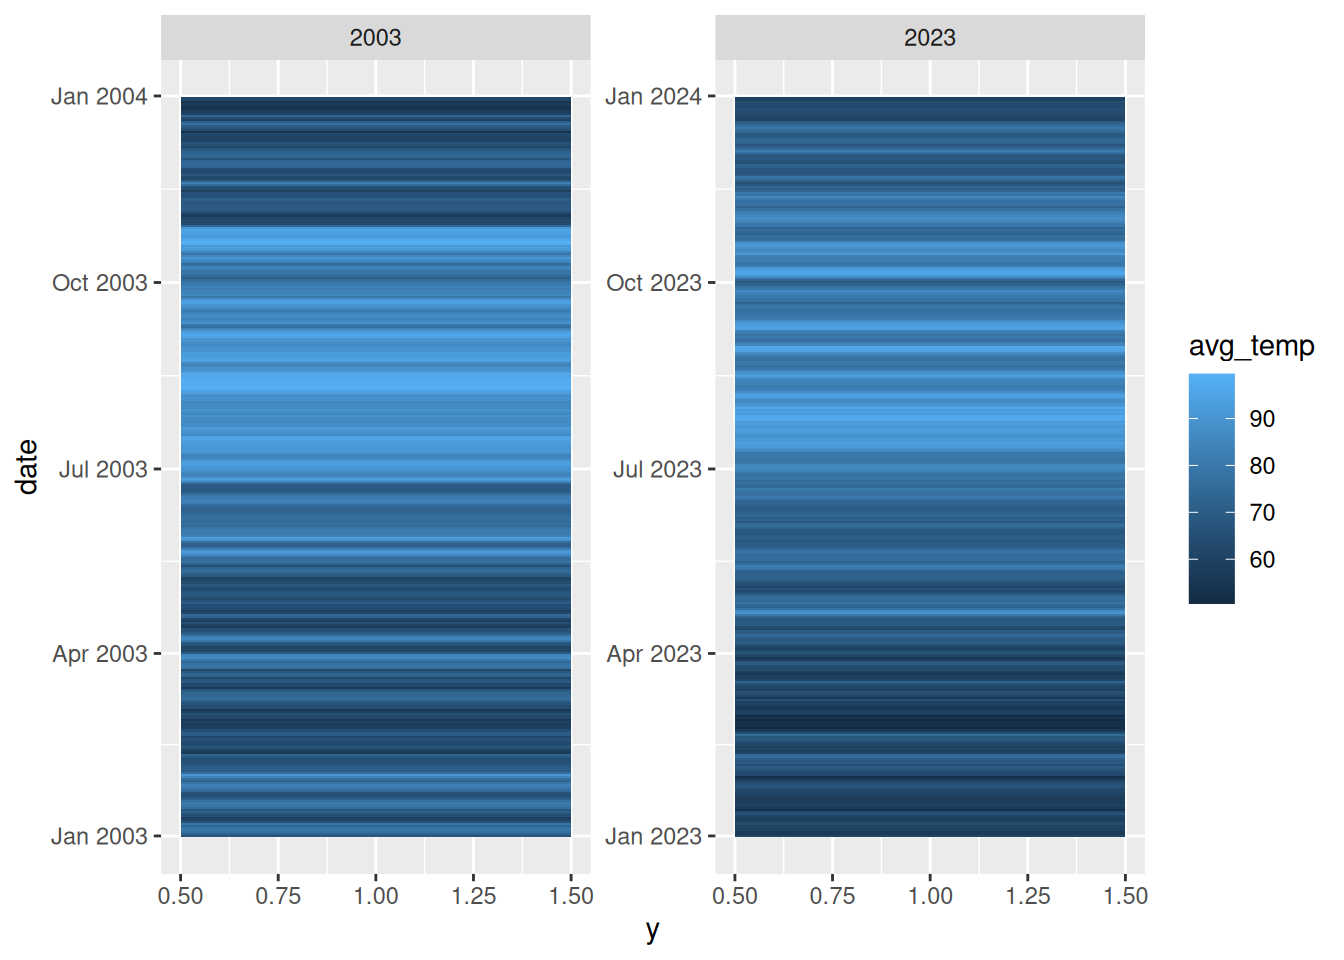 2003
2023
Jan 2004
Oct 2003
Jul 2003
Apr 2003
Jan 2003
Jan 2024
Oct 2023
Jul 2023
Apr 2023
Jan 2023
date
0.50 0.75 1.00 1.25 1.50
0.50 0.75 1.00 1.25 1.50
y
avg_temp
90
80
70
60